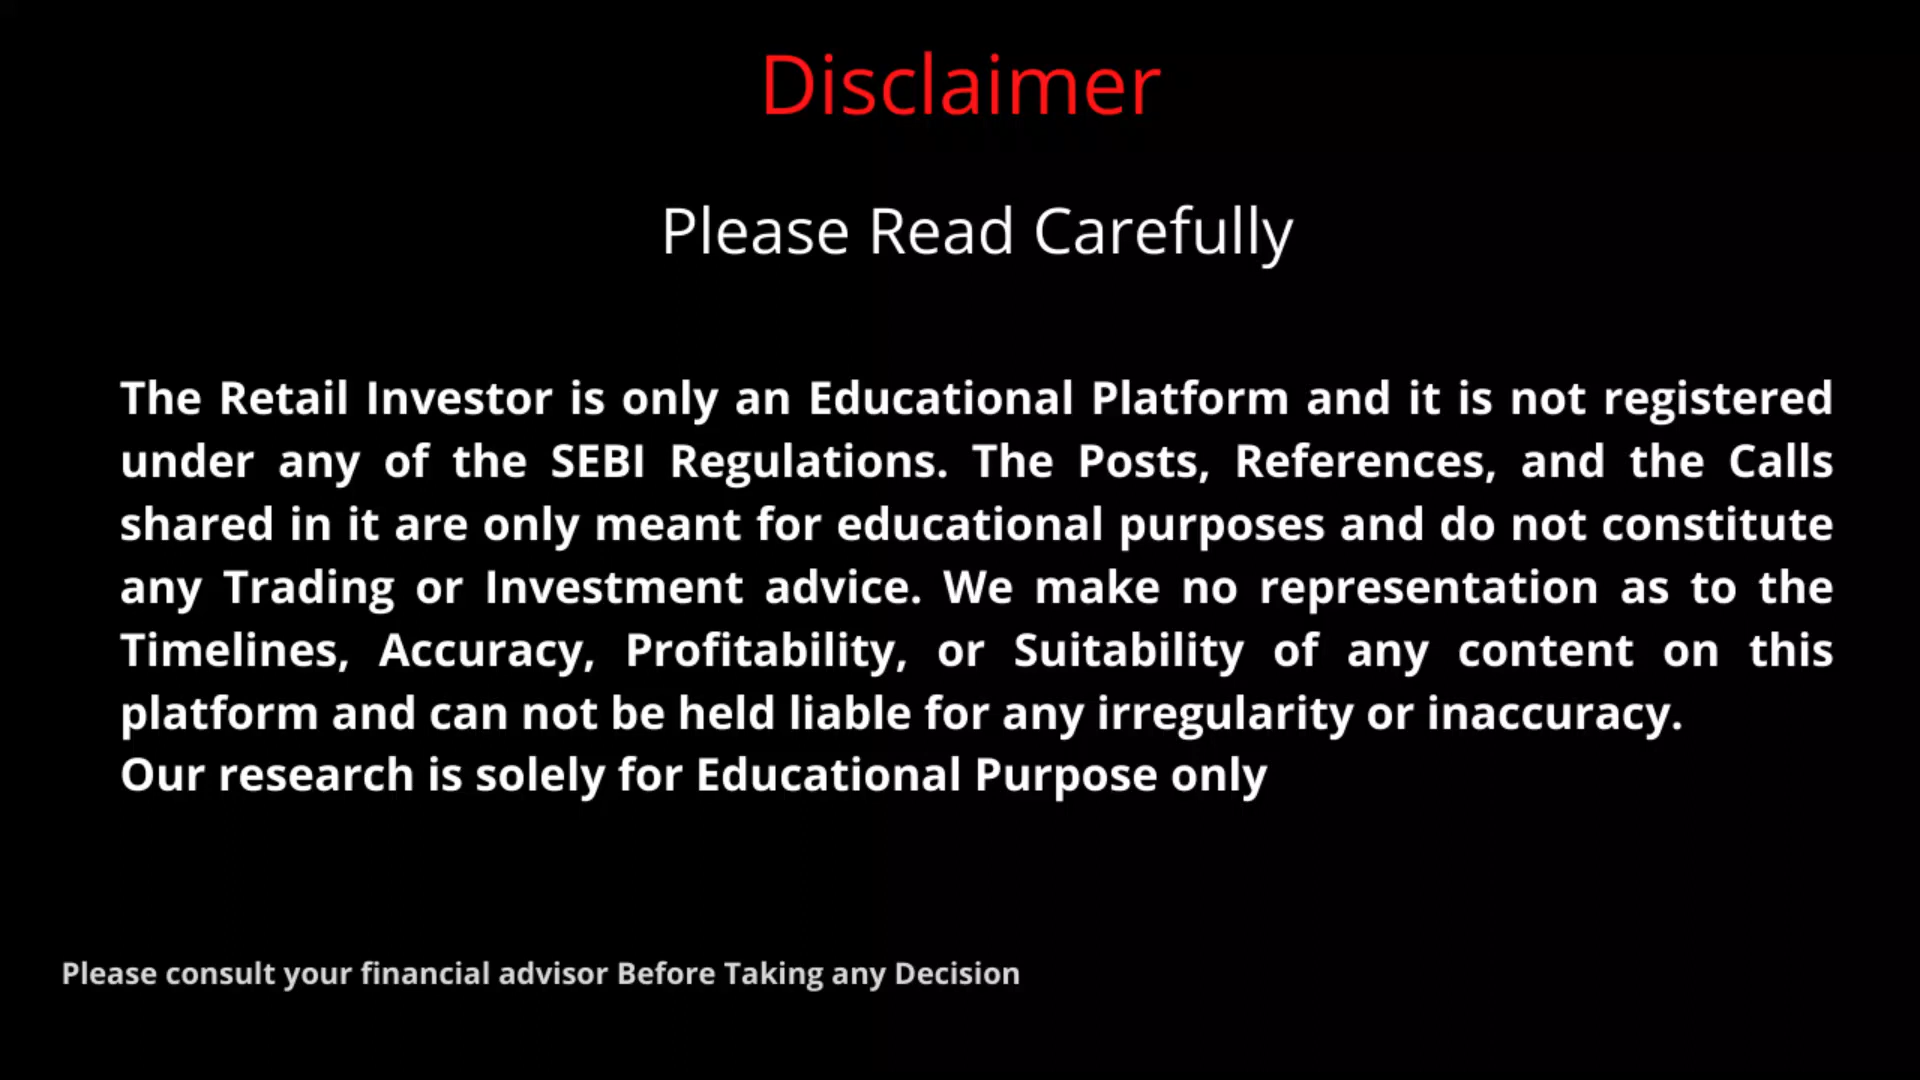 Disclaimer
Please Read Carefully
The Retail Investor is only an Educational Platform and it is not registered
under any of the SEBI Regulations. The Posts, References, and the Calls
shared in it are only meant for educational purposes and do not constitute
any Trading or Investment advice. We make no representation as to the
Timelines, Accuracy, Profitability, or Suitability of any content on this
platform and can not be held liable for any irregularity or inaccuracy.
Our research is solely for Educational Purpose only
Please consult your financial advisor Before Taking any Decision